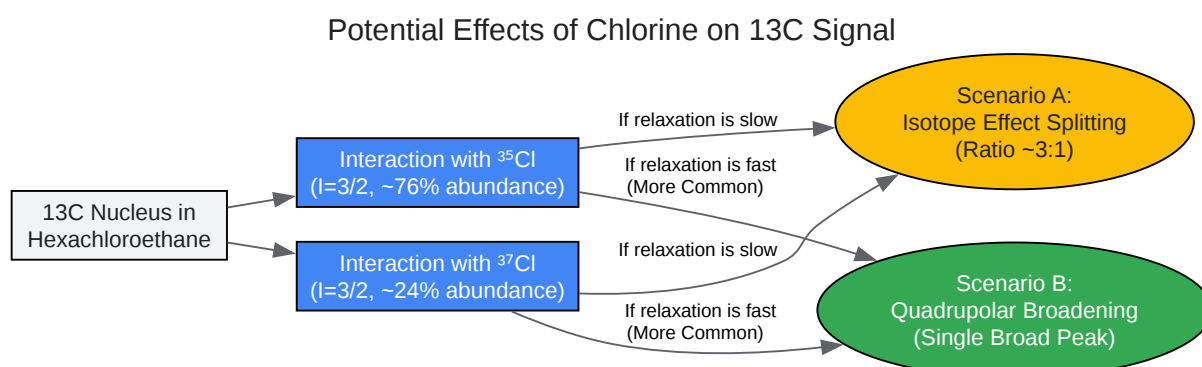 Potential Effects of Chlorine on 13C Signal
13C Nucleus in
Hexachloroethane
Interaction with ³⁵Cl
(I=3/2, ~76% abundance)
Interaction with ³⁷Cl
(I=3/2, ~24% abundance)
If relaxation is slow
If relaxation is fast
(More Common)
If relaxation is slow
If relaxation is fast
(More Common)
Scenario A:
Isotope Effect Splitting
(Ratio ~3:1)
Scenario B:
Quadrupolar Broadening
(Single Broad Peak)